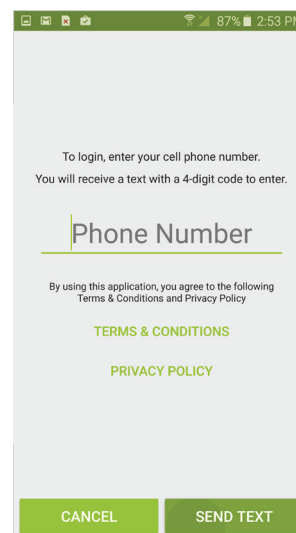 87% 2:53 PM
To login, enter your cell phone number.
You will receive a text with a 4-digit code to enter.
Phone Number
By using this application, you agree to the following
Terms & Conditions and Privacy Policy
TERMS & CONDITIONS
PRIVACY POLICY
CANCEL SEND TEXT